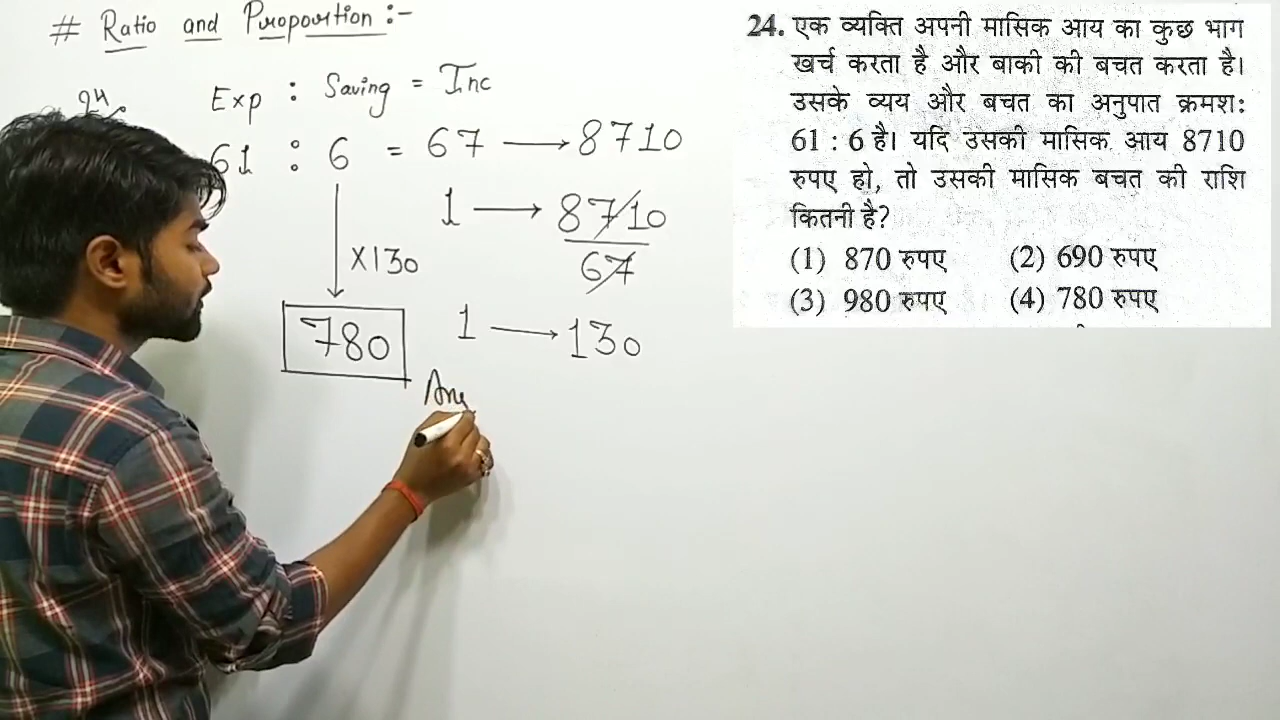 # Ratio and Proportion :-
24.
Exp : Saving = Inc
61 : 6 = 67 → 8710
1 → 8710
67
×130
1 → 130
780
Ans
24. एक व्यक्ति अपनी मासिक आय का कुछ भाग
खर्च करता है और बाकी की बचत करता है।
उसके व्यय और बचत का अनुपात क्रमश:
61 : 6 है। यदि उसकी मासिक आय 8710
रुपए हो, तो उसकी मासिक बचत की राशि
कितनी है?
(1) 870 रुपए (2) 690 रुपए
(3) 980 रुपए (4) 780 रुपए